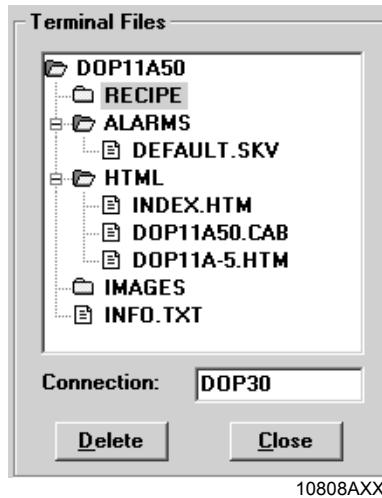 Terminal Files
DOP11A50
RECIPE
ALARMS
DEFAULT.SKV
HTML
INDEX.HTM
DOP11A50.CAB
DOP11A-5.HTM
IMAGES
INFO.TXT
Connection: DOP30
Delete Close
10808AXX